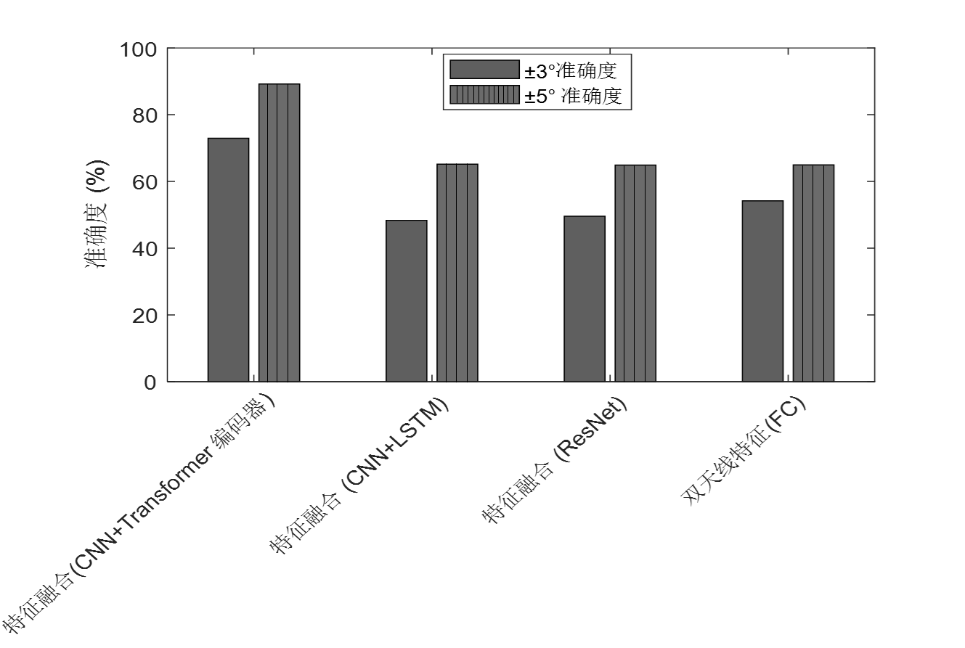 ±3°准确度
±5° 准确度
准确度 (%)
100
80
60
40
20
0
特征融合(CNN+Transformer 编码器)
特征融合 (CNN+LSTM)
特征融合 (ResNet)
双天线特征(FC)